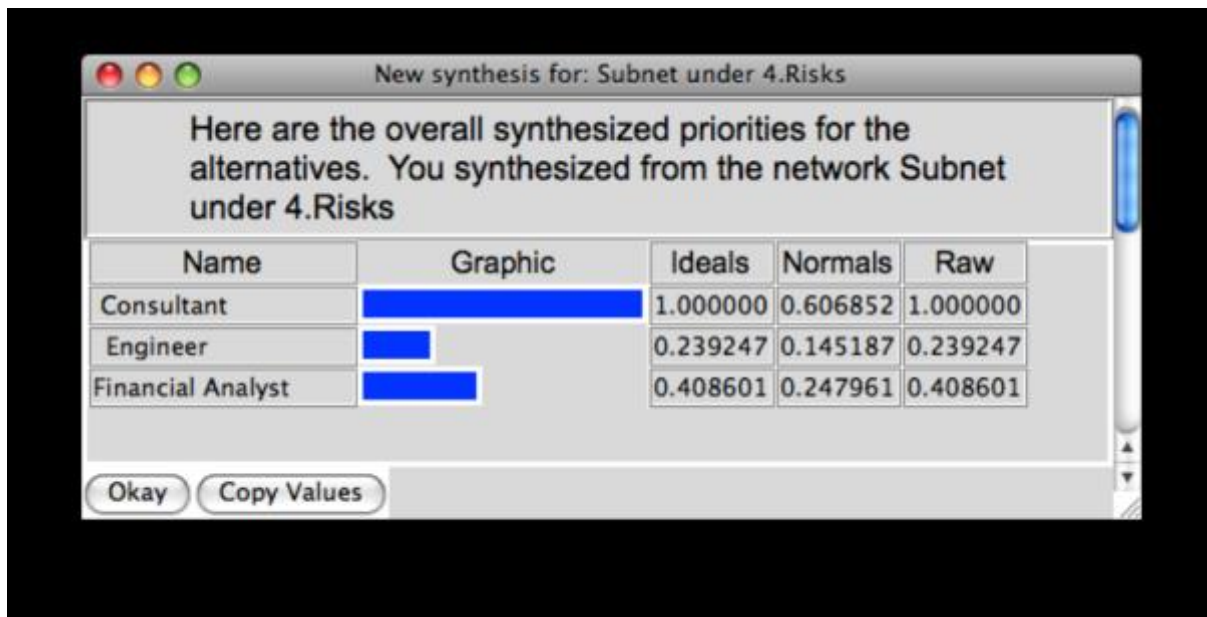 New synthesis for: Subnet under 4.Risks
Here are the overall synthesized priorities for the
alternatives. You synthesized from the network Subnet
under 4.Risks
Name Graphic Ideals Normals Raw
Consultant 1.000000 0.606852 1.000000
Engineer 0.239247 0.145187 0.239247
Financial Analyst 0.408601 0.247961 0.408601
Okay Copy Values